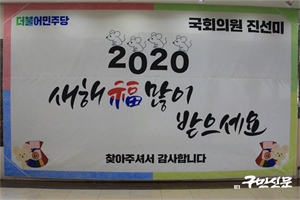 더불어민주당
국회의원 진선미
2020
새해 福 많이
받으세요
찾아주셔서 감사합니다
구민신문